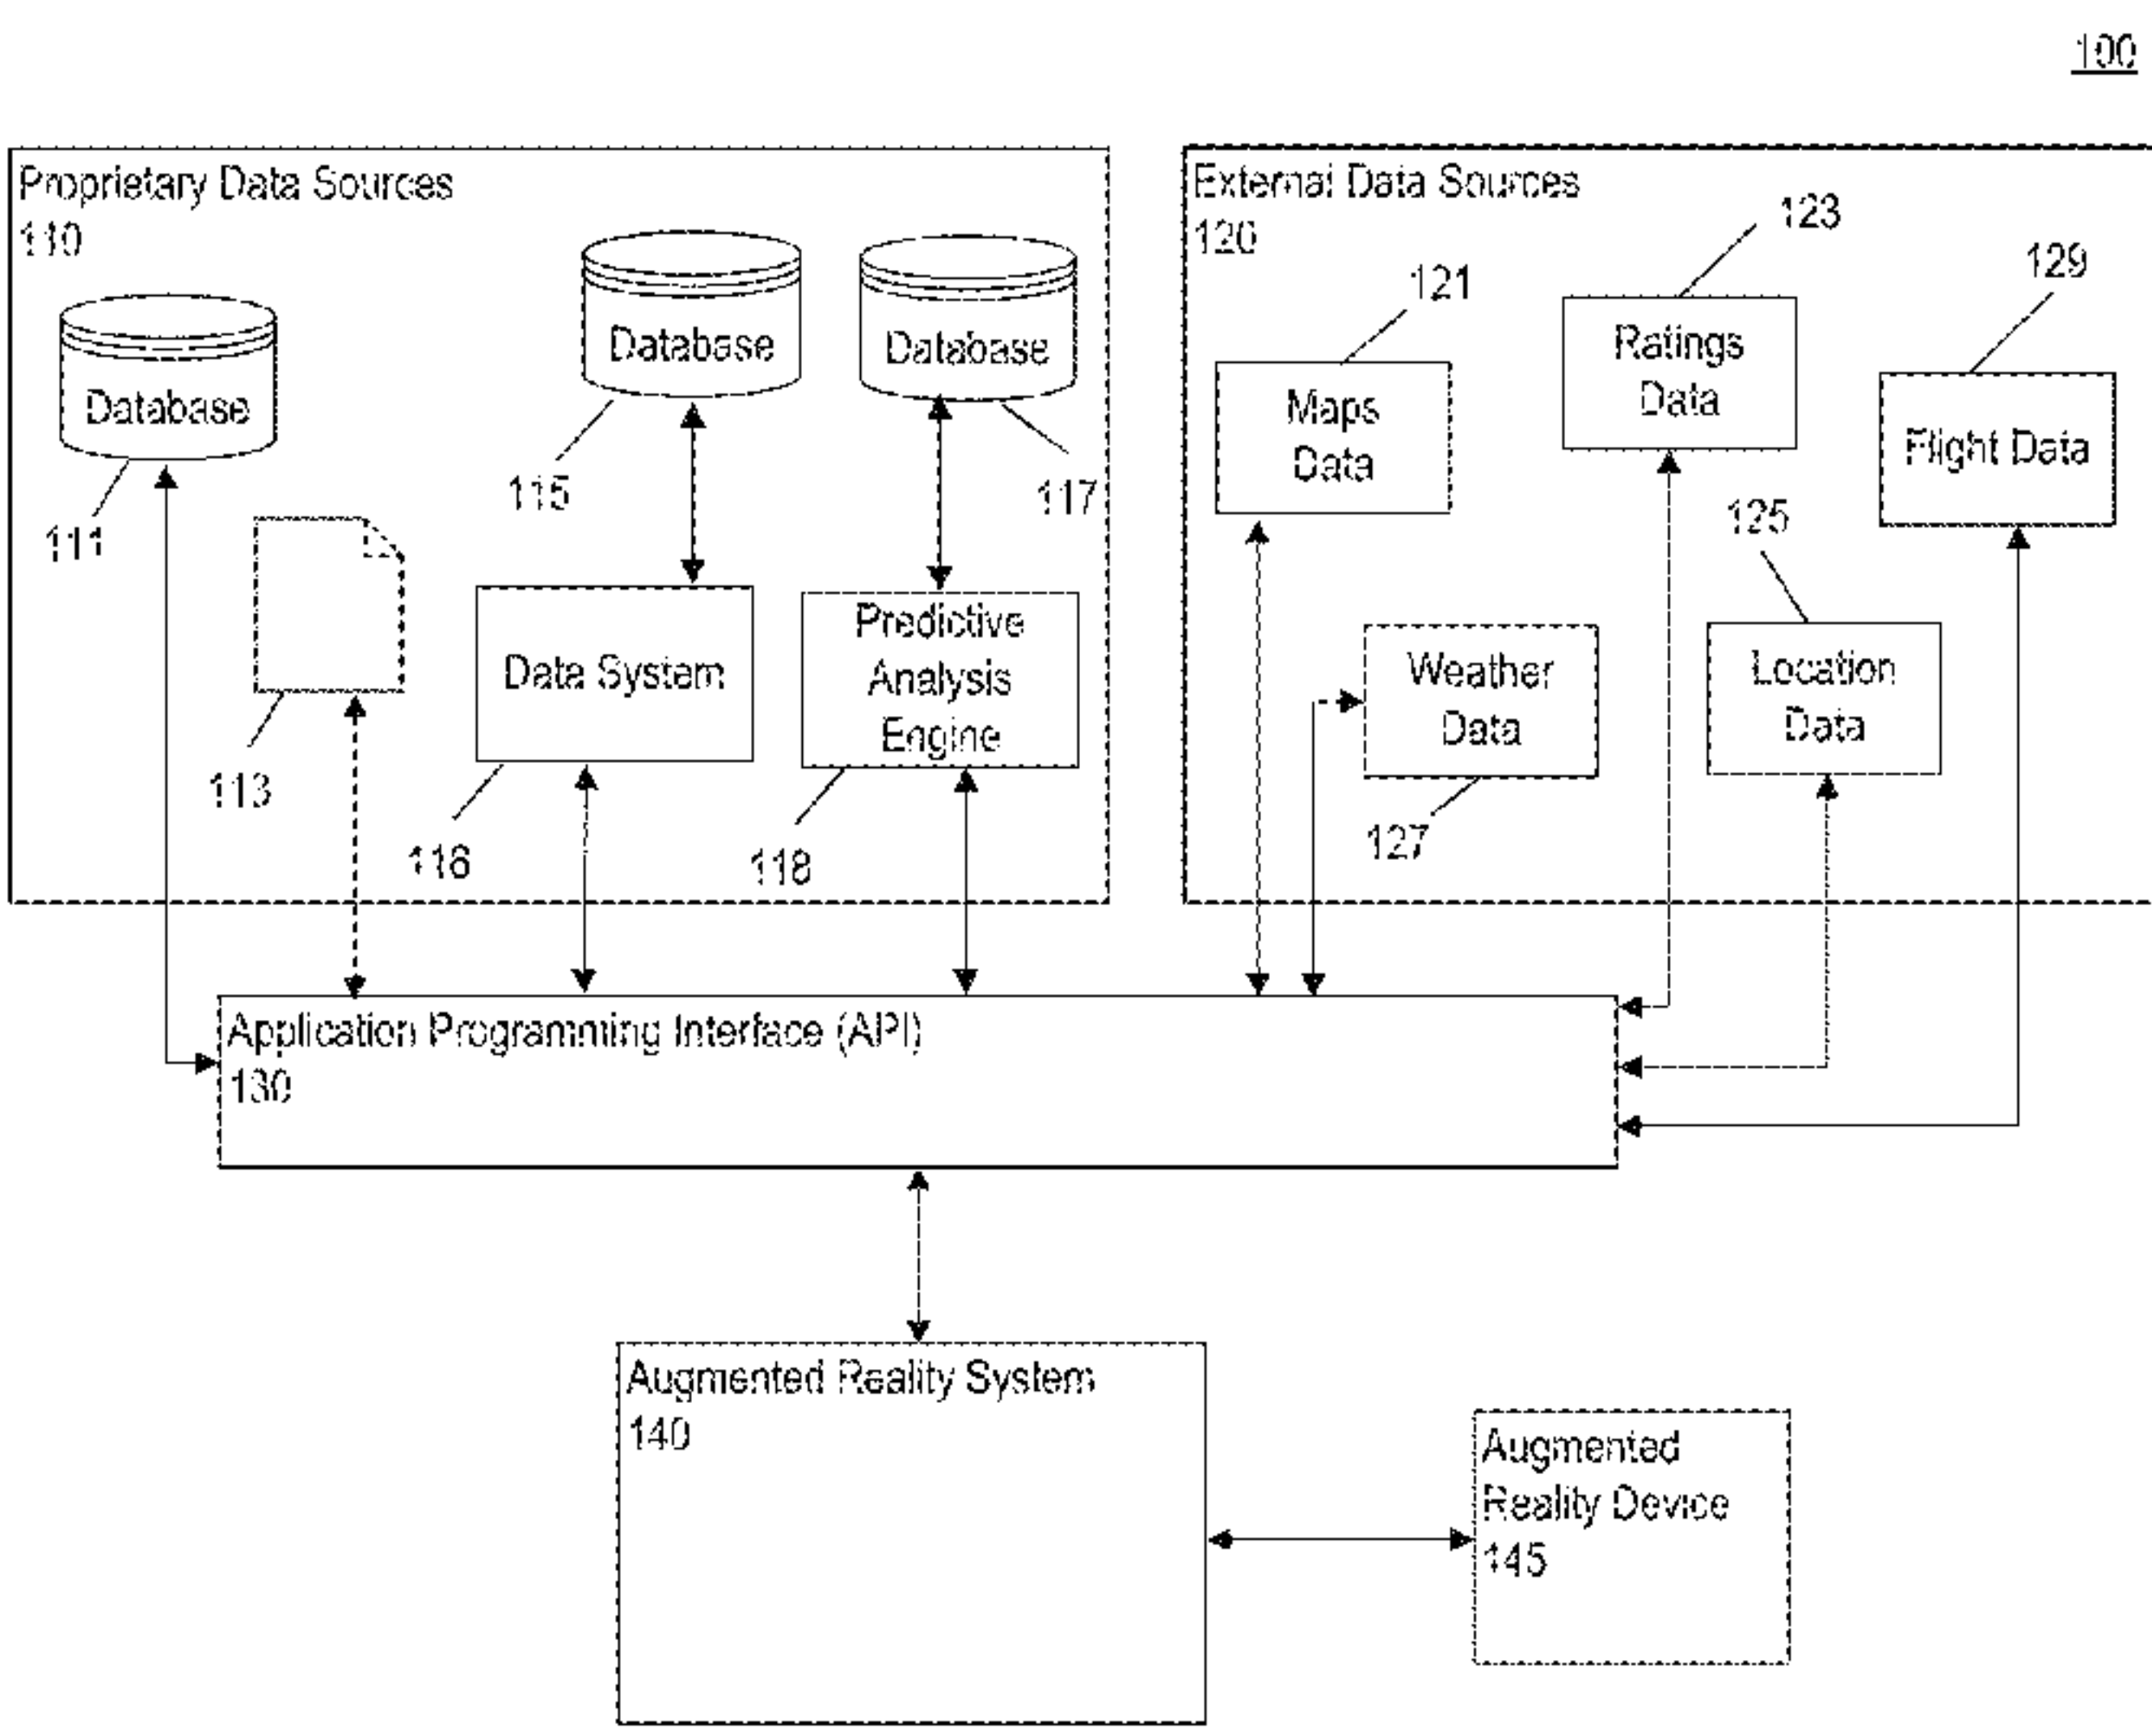 100
Proprietary Data Sources
110
Database
111
113
Database
115
Database
117
Data System
116
Predictive
Analysis
Engine
118
External Data Sources
120
121
Maps
Data
123
Ratings
Data
129
Flight Data
125
Location
Data
Weather
Data
127
Application Programming Interface (API)
130
Augmented Reality System
140
Augmented
Reality Device
145